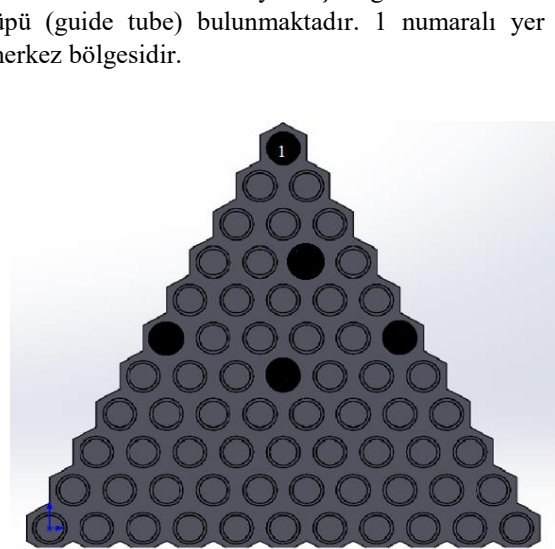 üpü (guide tube) bulunmaktadır. 1 numaralı yer
merkez bölgesidir.
1